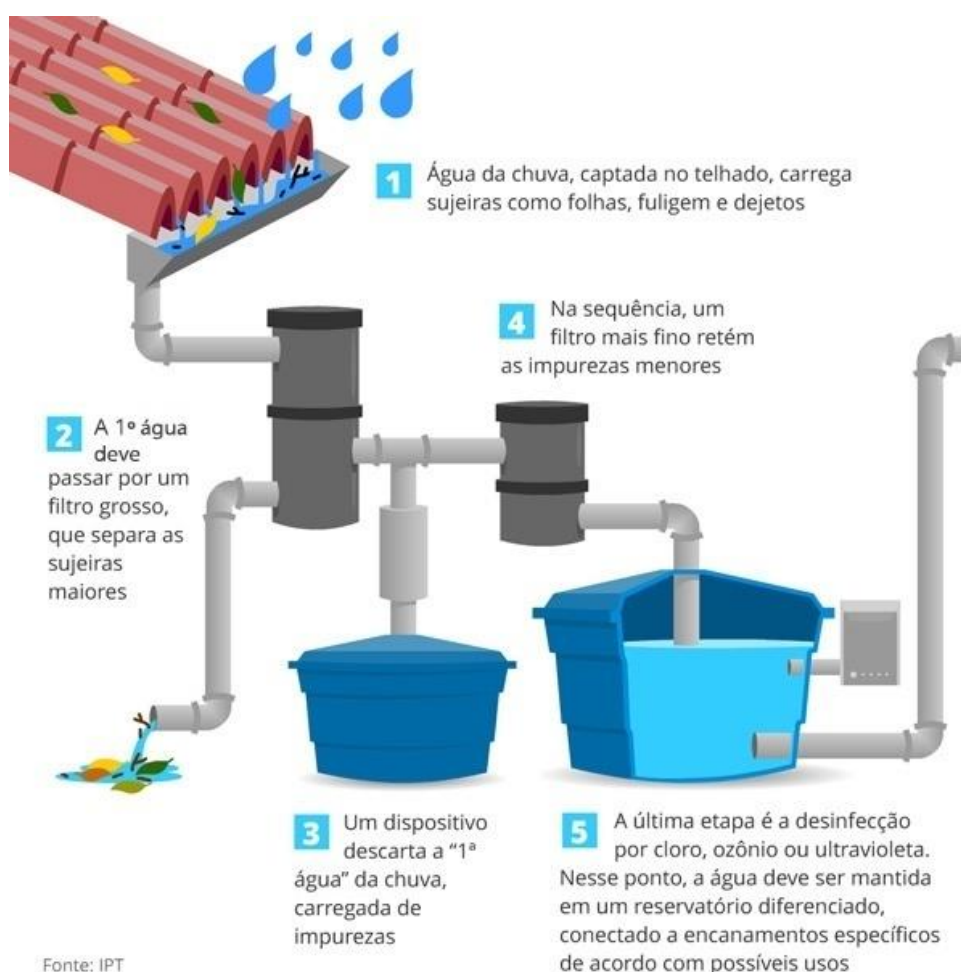 1 Água da chuva, captada no telhado, carrega
sujeiras como folhas, fuligem e dejetos
2 A 1º água
deve
passar por um
filtro grosso,
que separa as
sujeiras
maiores
3 Um dispositivo
descarta a “1ª
água” da chuva,
carregada de
impurezas
4 Na sequência, um
filtro mais fino retém
as impurezas menores
5 A última etapa é a desinfecção
por cloro, ozônio ou ultravioleta.
Nesse ponto, a água deve ser mantida
em um reservatório diferenciado,
conectado a encanamentos específicos
de acordo com possíveis usos
Fonte: IPT